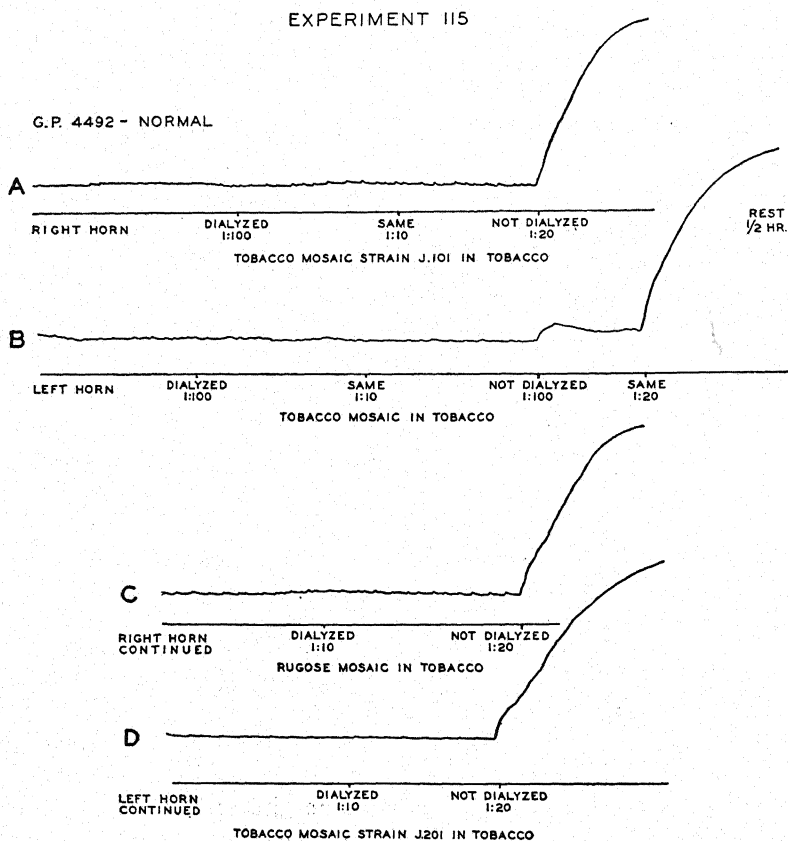 EXPERIMENT 115
G.P. 4492 - NORMAL
A
RIGHT HORN
DIALYZED
1:100
SAME
1:10
NOT DIALYZED
1:20
REST
1/2 HR.
TOBACCO MOSAIC STRAIN J.101 IN TOBACCO
B
LEFT HORN
DIALYZED
1:100
SAME
1:10
NOT DIALYZED
1:100
SAME
1:20
TOBACCO MOSAIC IN TOBACCO
C
RIGHT HORN
CONTINUED
DIALYZED
1:10
NOT DIALYZED
1:20
RUGOSE MOSAIC IN TOBACCO
D
LEFT HORN
CONTINUED
DIALYZED
1:10
NOT DIALYZED
1:20
TOBACCO MOSAIC STRAIN J.201 IN TOBACCO